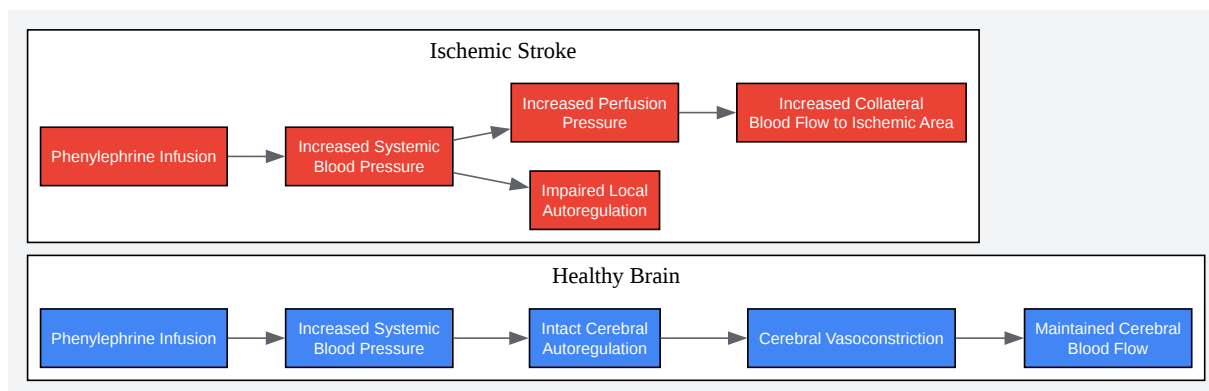 Ischemic Stroke
Phenylephrine Infusion
Increased Systemic
Blood Pressure
Increased Perfusion
Pressure
Increased Collateral
Blood Flow to Ischemic Area
Impaired Local
Autoregulation
Healthy Brain
Phenylephrine Infusion
Increased Systemic
Blood Pressure
Intact Cerebral
Autoregulation
Cerebral Vasoconstriction
Maintained Cerebral
Blood Flow